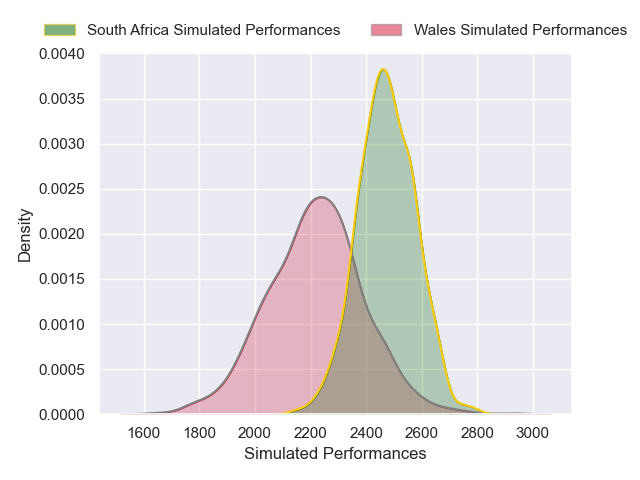 South Africa Simulated Performances Wales Simulated Performances
0.0040
0.0035
0.0030
0.0025
0.0020
0.0015
0.0010
0.0005
0.0000
Density
1600 1800 2000 2200 2400 2600 2800 3000
Simulated Performances